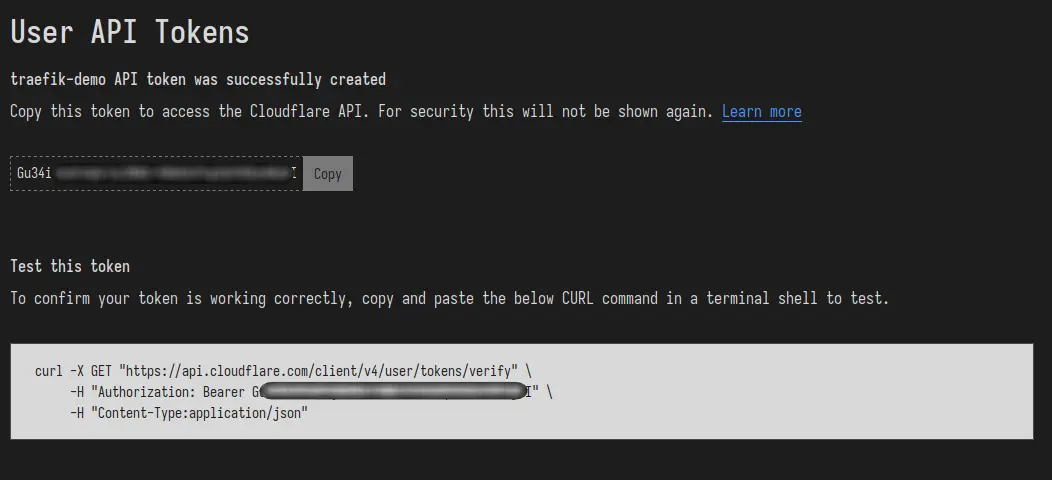 User API Tokens
traefik-demo API token was successfully created
Copy this token to access the Cloudflare API. For security this will not be shown again. Learn more
Gu34i I Copy
Test this token
To confirm your token is working correctly, copy and paste the below CURL command in a terminal shell to test.
curl -X GET "https://api.cloudflare.com/client/v4/user/tokens/verify" \
-H "Authorization: Bearer Gu I" \
-H "Content-Type:application/json"